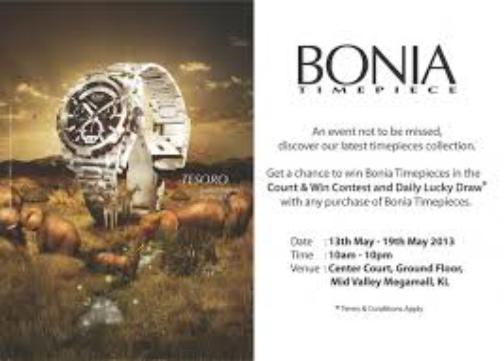 TESORO
BONIA
TIMEPIECE
An event not to be missed,
discover our latest timepieces collection.
Get a chance to win Bonia Timepieces in the
Count & Win Contest and Daily Lucky Draw*
with any purchase of Bonia Timepieces.
Date : 13th May - 19th May 2013
Time : 10am - 10pm
Venue : Center Court, Ground Floor,
Mid Valley Megamall, KL
*Terms & Conditions Apply